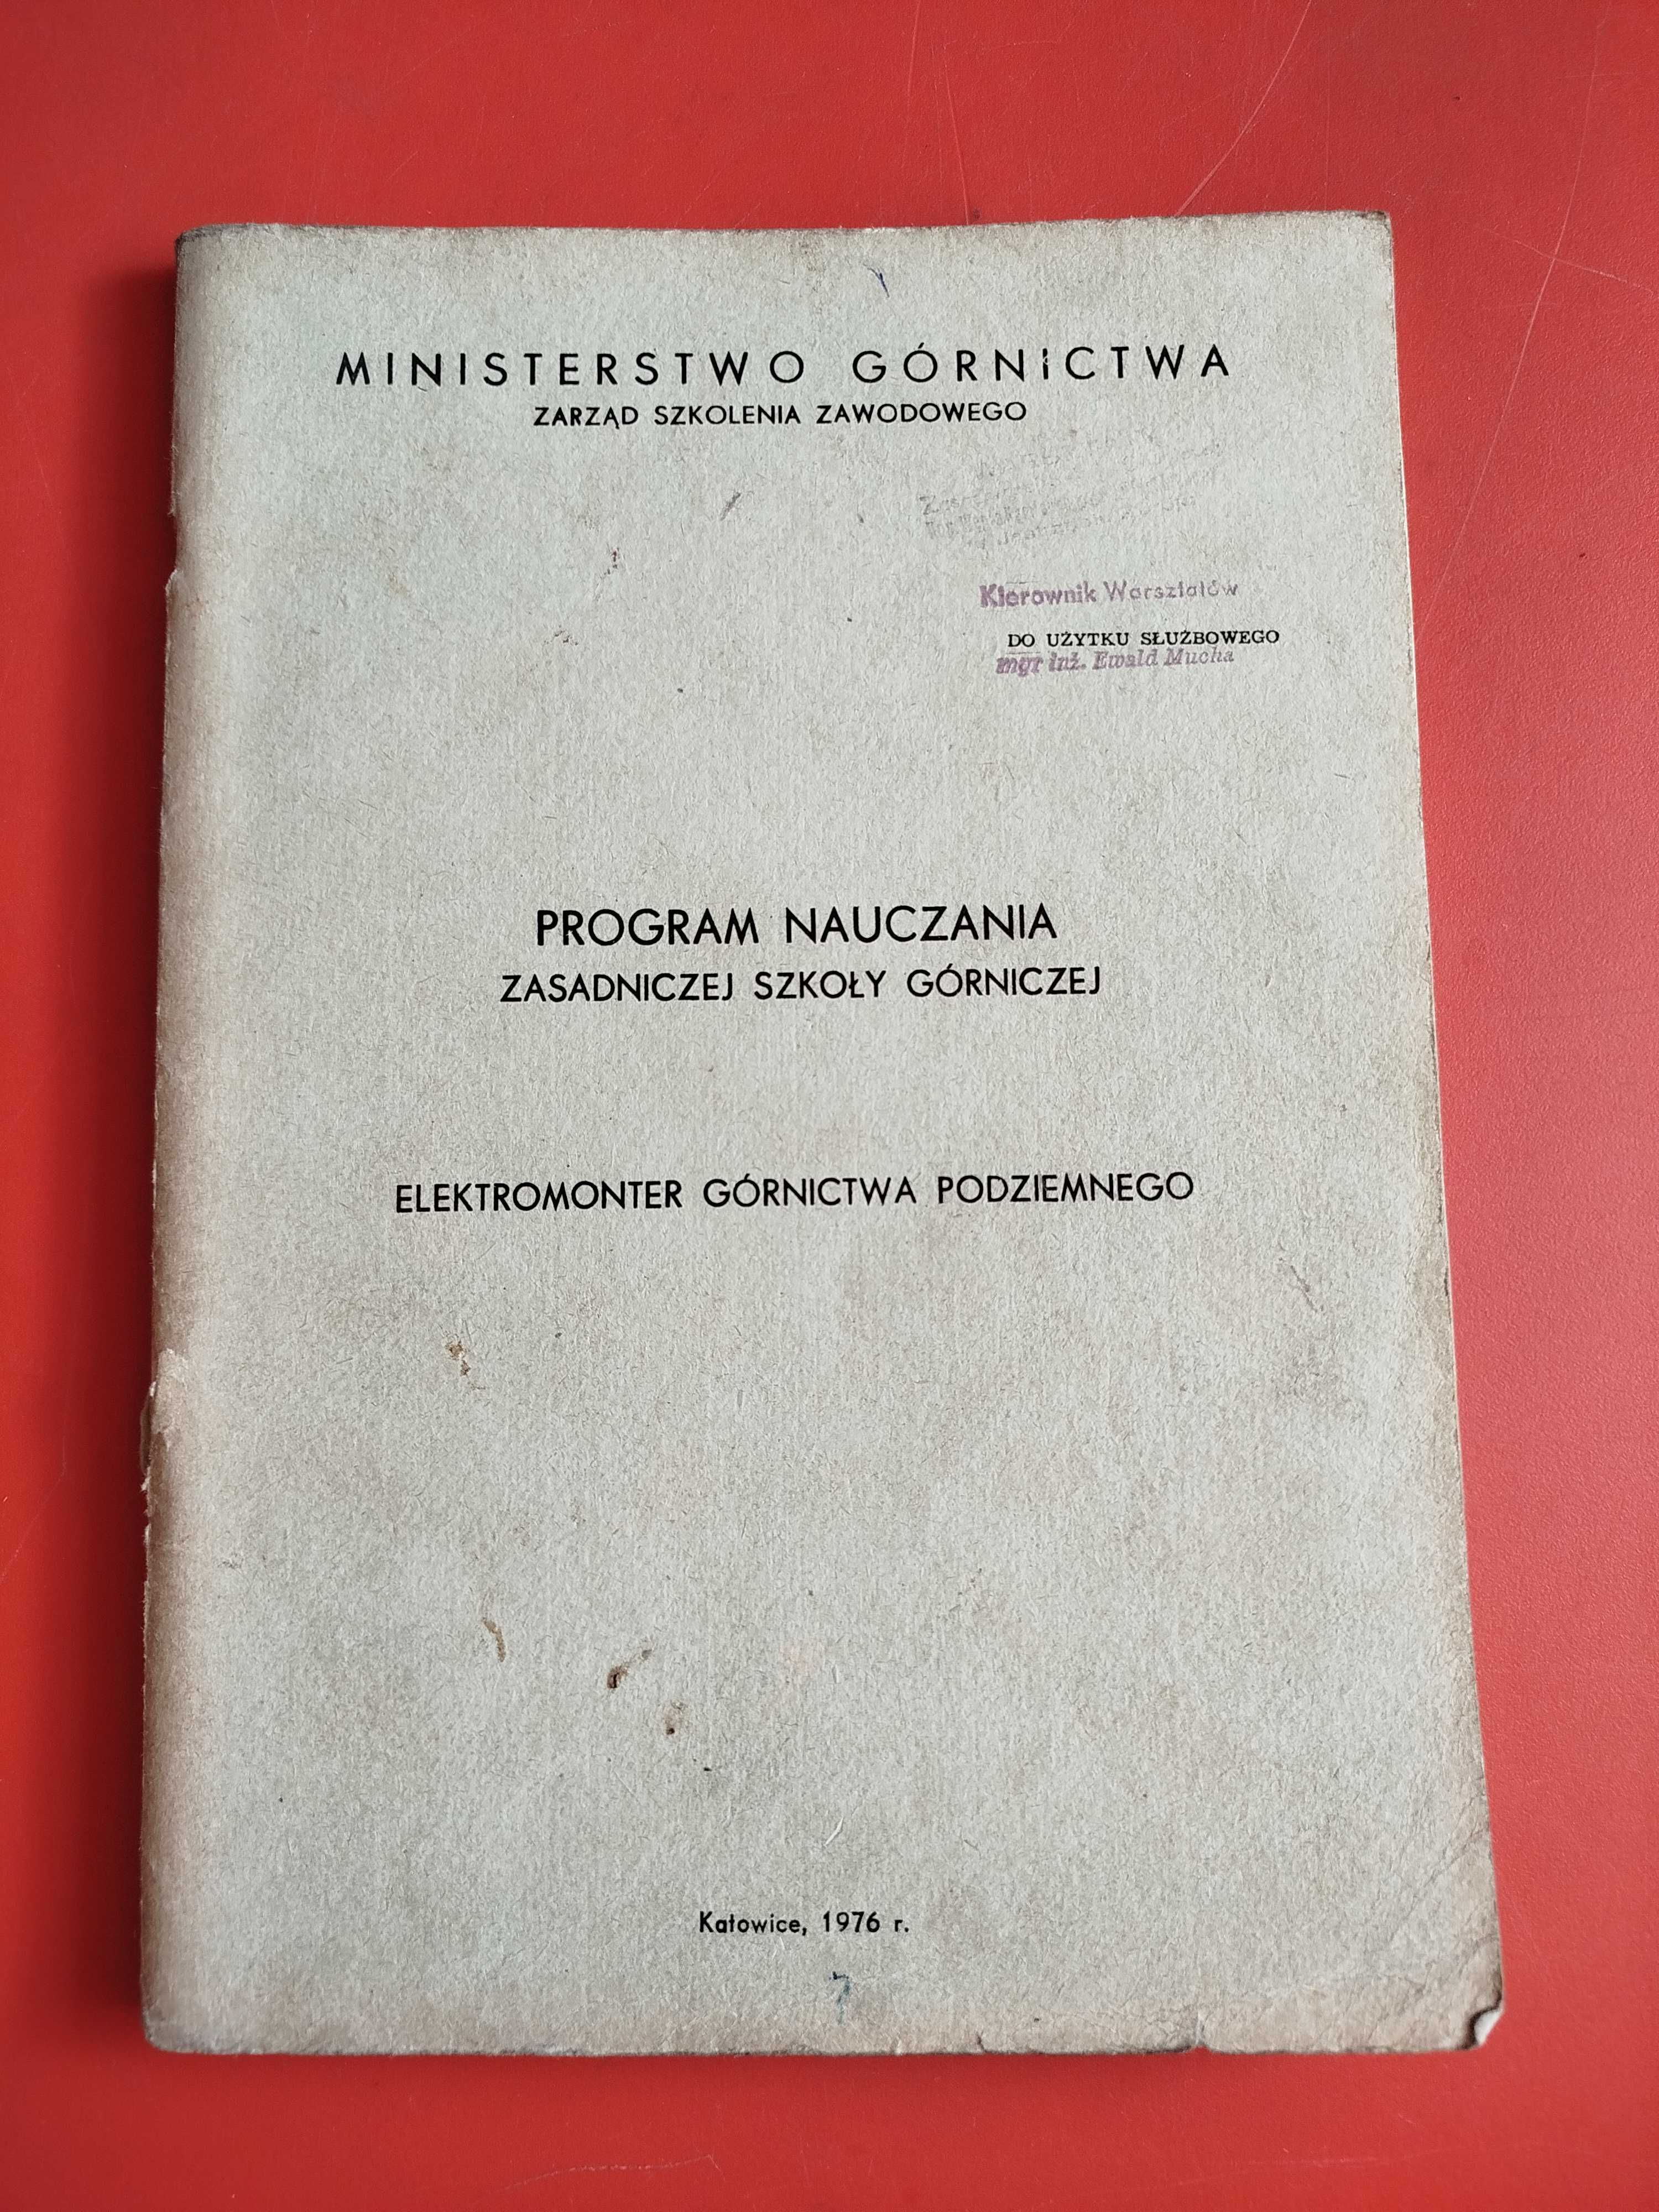 MINISTERSTWO GÓRNICTWA
ZARZĄD SZKOLENIA ZAWODOWEGO
Kierownik Warsztatów
DO UŻYTKU SŁUŻBOWEGO
mgr inż. Ewald Mucha
PROGRAM NAUCZANIA
ZASADNICZEJ SZKOŁY GÓRNICZEJ
ELEKTROMONTER GÓRNICTWA PODZIEMNEGO
Katowice, 1976 r.
7